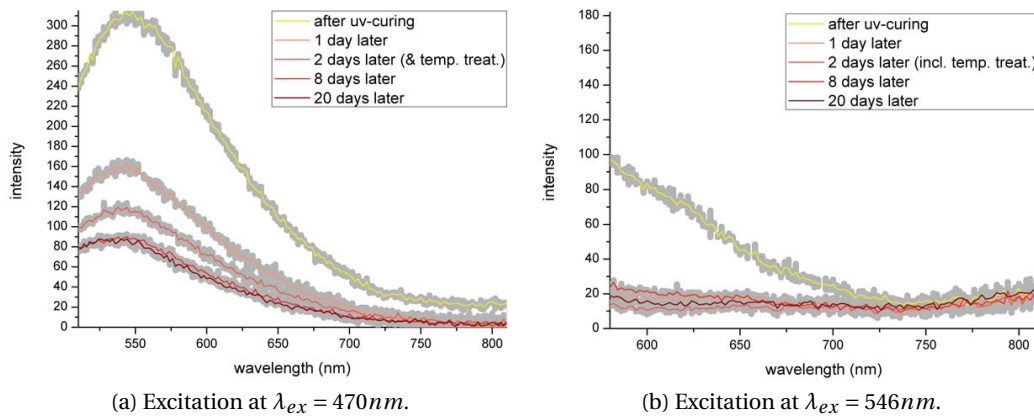 intensity
310
300
280
260
240
220
200
180
160
140
120
100
80
60
40
20
0
550
600
650
700
750
800
wavelength (nm)
after uv-curing
1 day later
2 days later (& temp. treat.)
8 days later
20 days later
(a) Excitation at λex = 470nm.
intensity
180
160
140
120
100
80
60
40
20
0
600
650
700
750
800
wavelength (nm)
after uv-curing
1 day later
2 days later (incl. temp. treat.)
8 days later
20 days later
(b) Excitation at λex = 546nm.